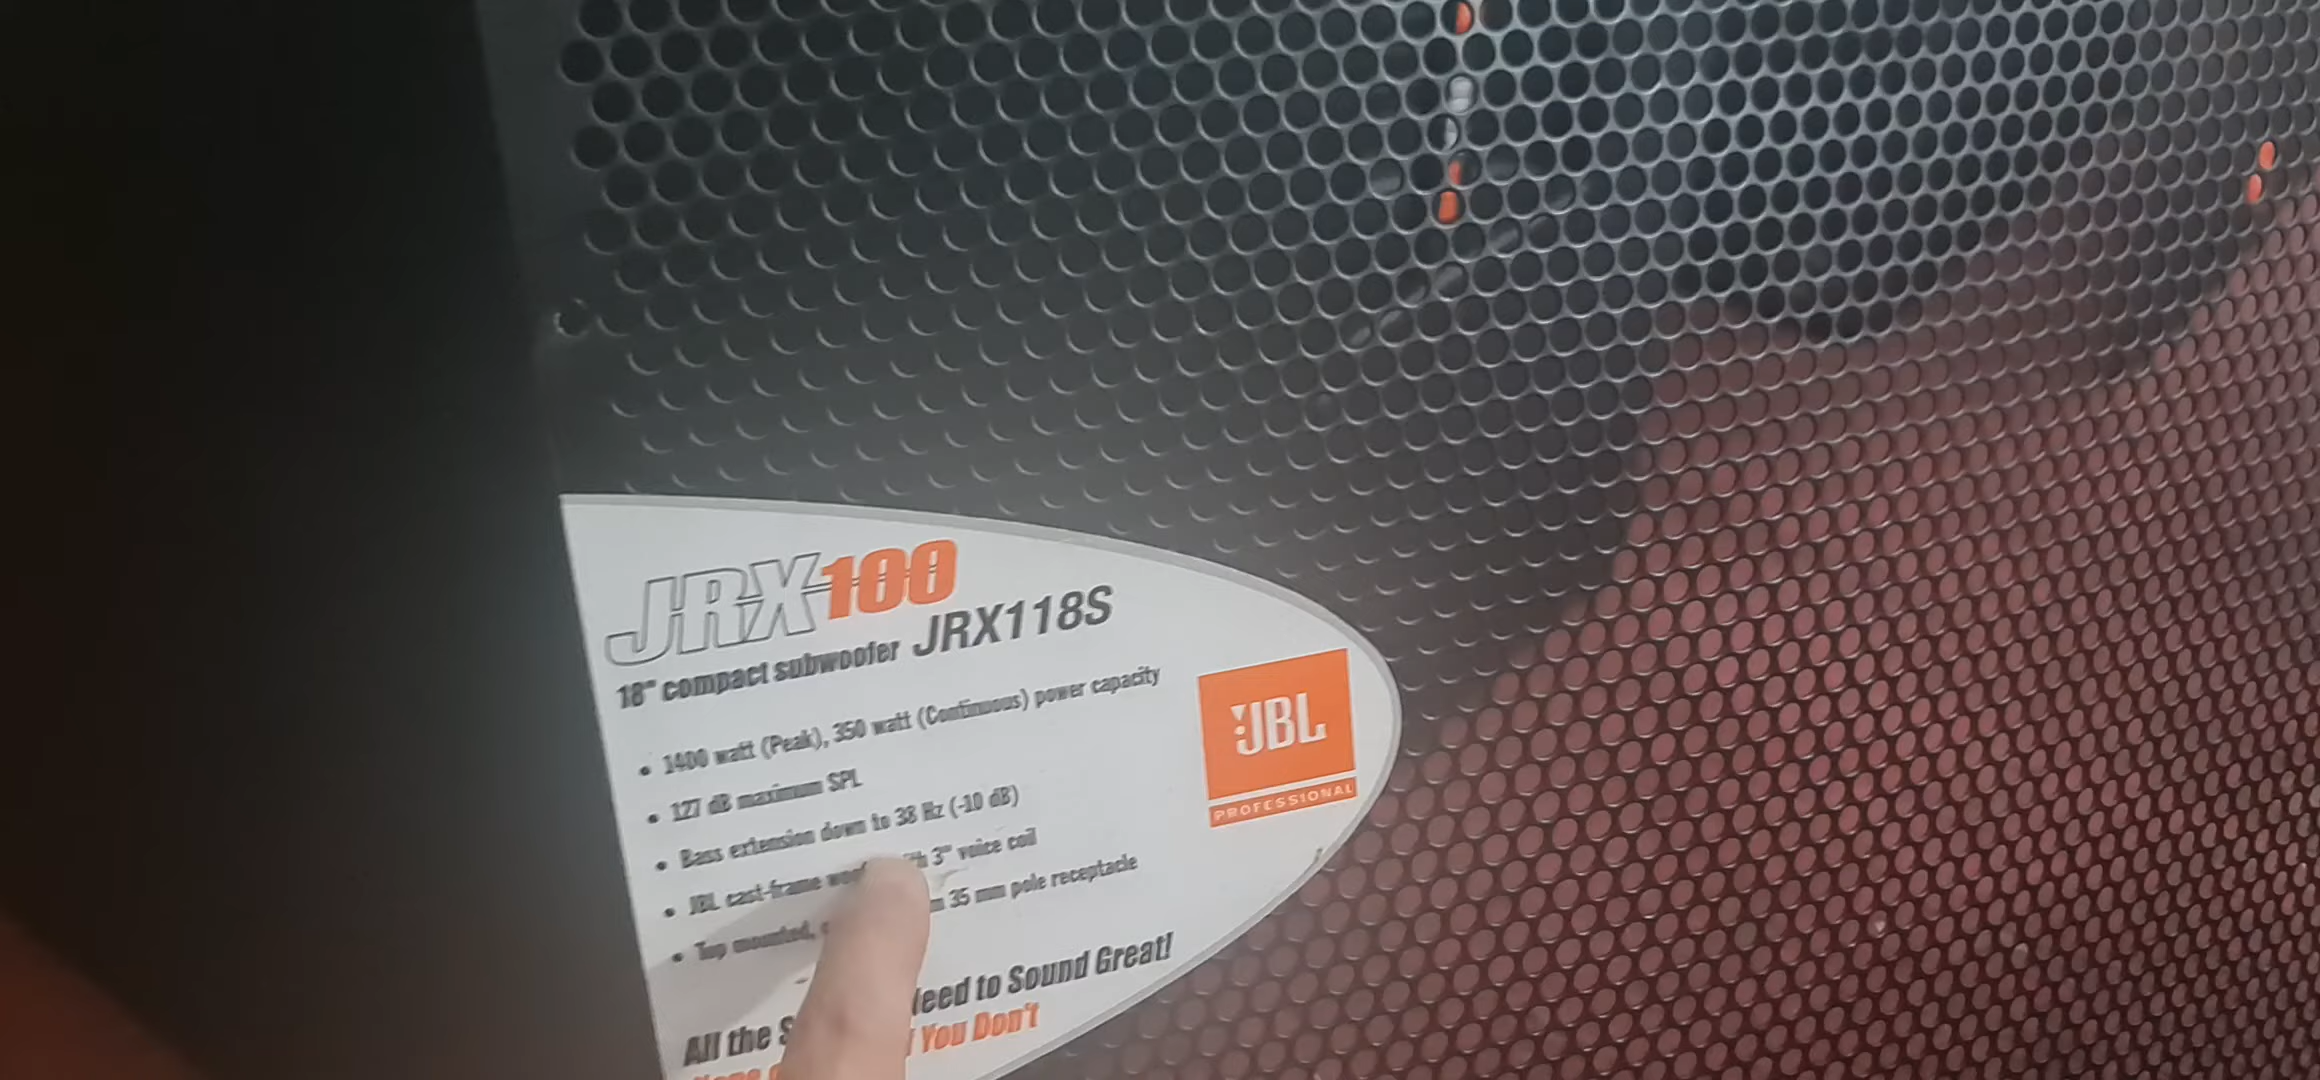 JRX100
18" compact subwoofer JRX118S
• 1400 watt (Peak), 350 watt (Continuous) power capacity
• 127 dB maximum SPL
• Bass extension down to 38 Hz (-10 dB)
• JBL cast-frame 3" voice coil
• Top mounted, 35 mm pole receptacle
All the to Sound Great!
You Don't
JBL
PROFESSIONAL